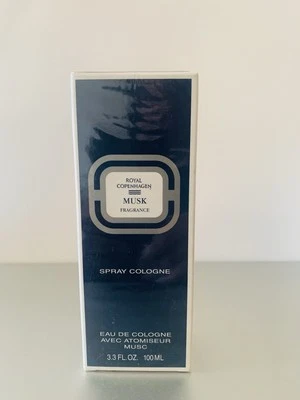 ROYAL
COPENHAGEN
MUSK
FRAGRANCE
SPRAY COLOGNE
EAU DE COLOGNE
AVEC ATOMISEUR
MUSC
3.3 FL. OZ. 100 ML